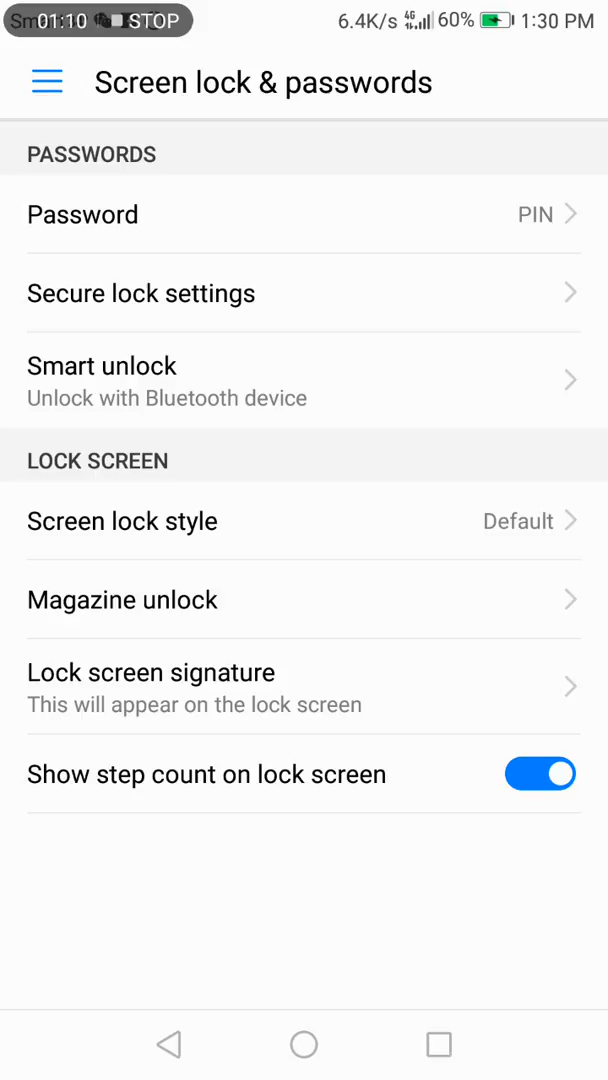 01:10 STOP 6.4K/s 4G 60% 1:30 PM
Screen lock & passwords
PASSWORDS
Password PIN
Secure lock settings
Smart unlock
Unlock with Bluetooth device
LOCK SCREEN
Screen lock style Default
Magazine unlock
Lock screen signature
This will appear on the lock screen
Show step count on lock screen